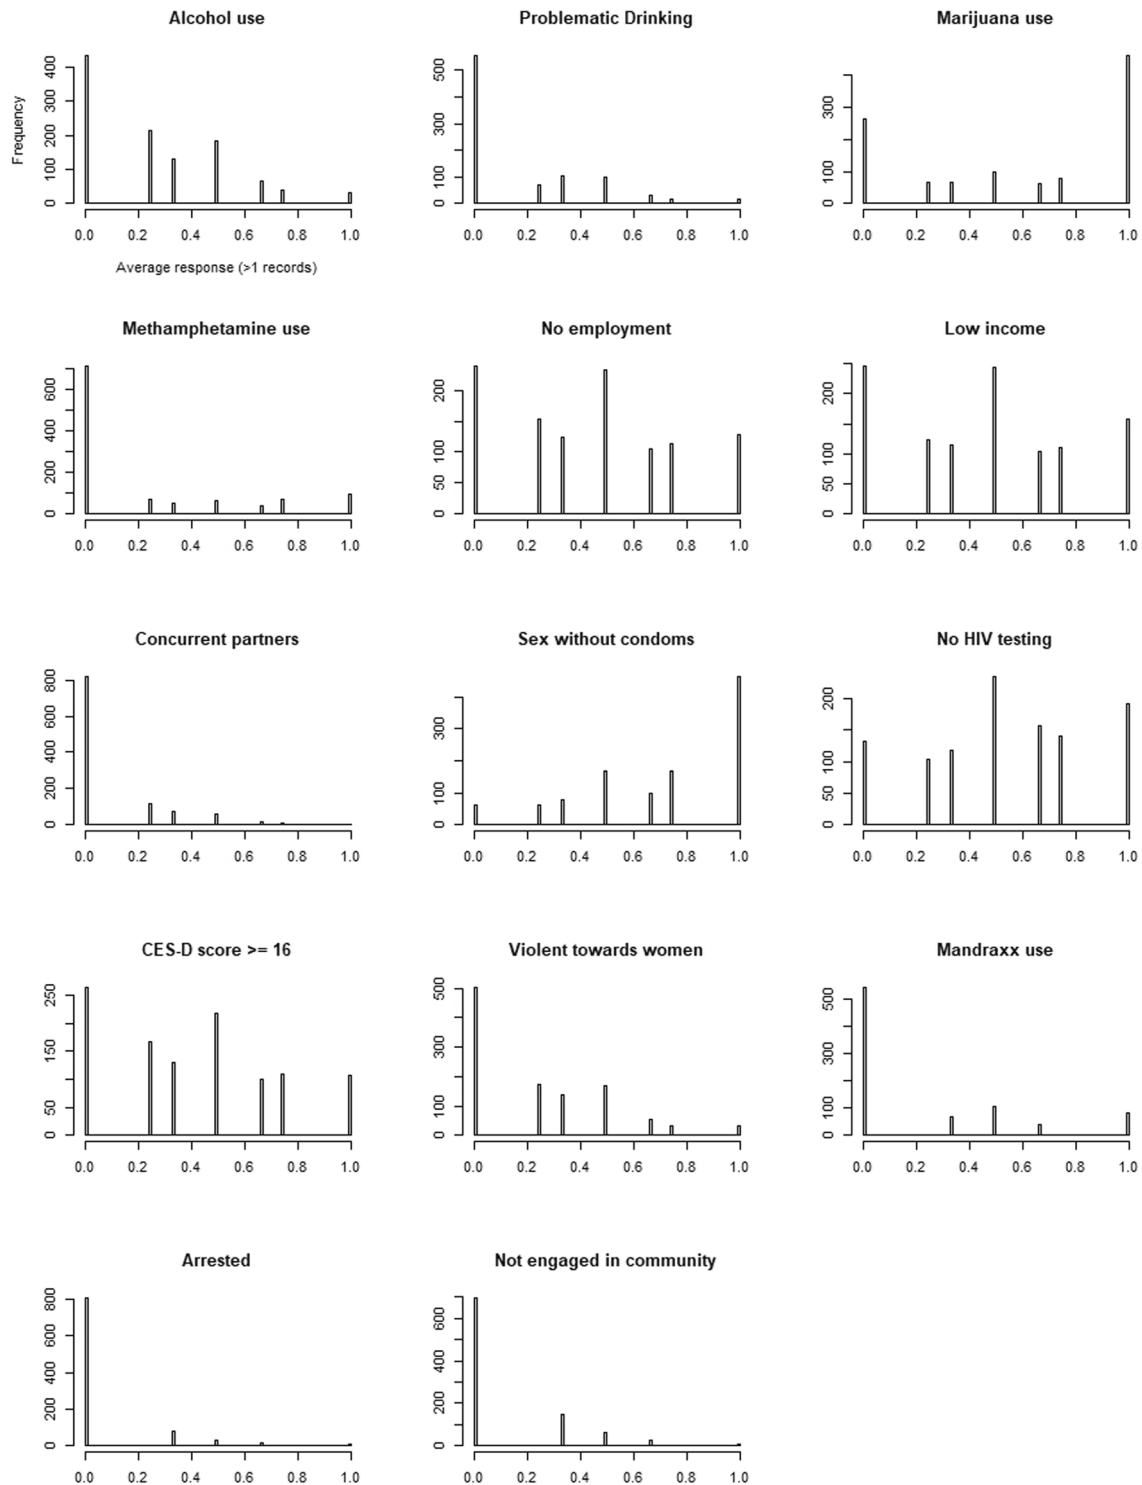 Alcohol use
Problematic Drinking
Marijuana use
Frequency
0 100 200 300 400
0 100 300 500
0 100 300
0.0 0.2 0.4 0.6 0.8 1.0
0.0 0.2 0.4 0.6 0.8 1.0
0.0 0.2 0.4 0.6 0.8 1.0
Average response (>1 records)
Methamphetamine use
No employment
Low income
0 200 400 600
0 50 100 200
0 50 100 200
0.0 0.2 0.4 0.6 0.8 1.0
0.0 0.2 0.4 0.6 0.8 1.0
0.0 0.2 0.4 0.6 0.8 1.0
Concurrent partners
Sex without condoms
No HIV testing
0 200 400 600 800
0 100 300
0 50 100 200
0.0 0.2 0.4 0.6 0.8 1.0
0.0 0.2 0.4 0.6 0.8 1.0
0.0 0.2 0.4 0.6 0.8 1.0
CES-D score >= 16
Violent towards women
Mandraxx use
0 50 150 250
0 100 300 500
0 100 300 500
0.0 0.2 0.4 0.6 0.8 1.0
0.0 0.2 0.4 0.6 0.8 1.0
0.0 0.2 0.4 0.6 0.8 1.0
Arrested
Not engaged in community
0 200 400 600 800
0 200 400 600
0.0 0.2 0.4 0.6 0.8 1.0
0.0 0.2 0.4 0.6 0.8 1.0